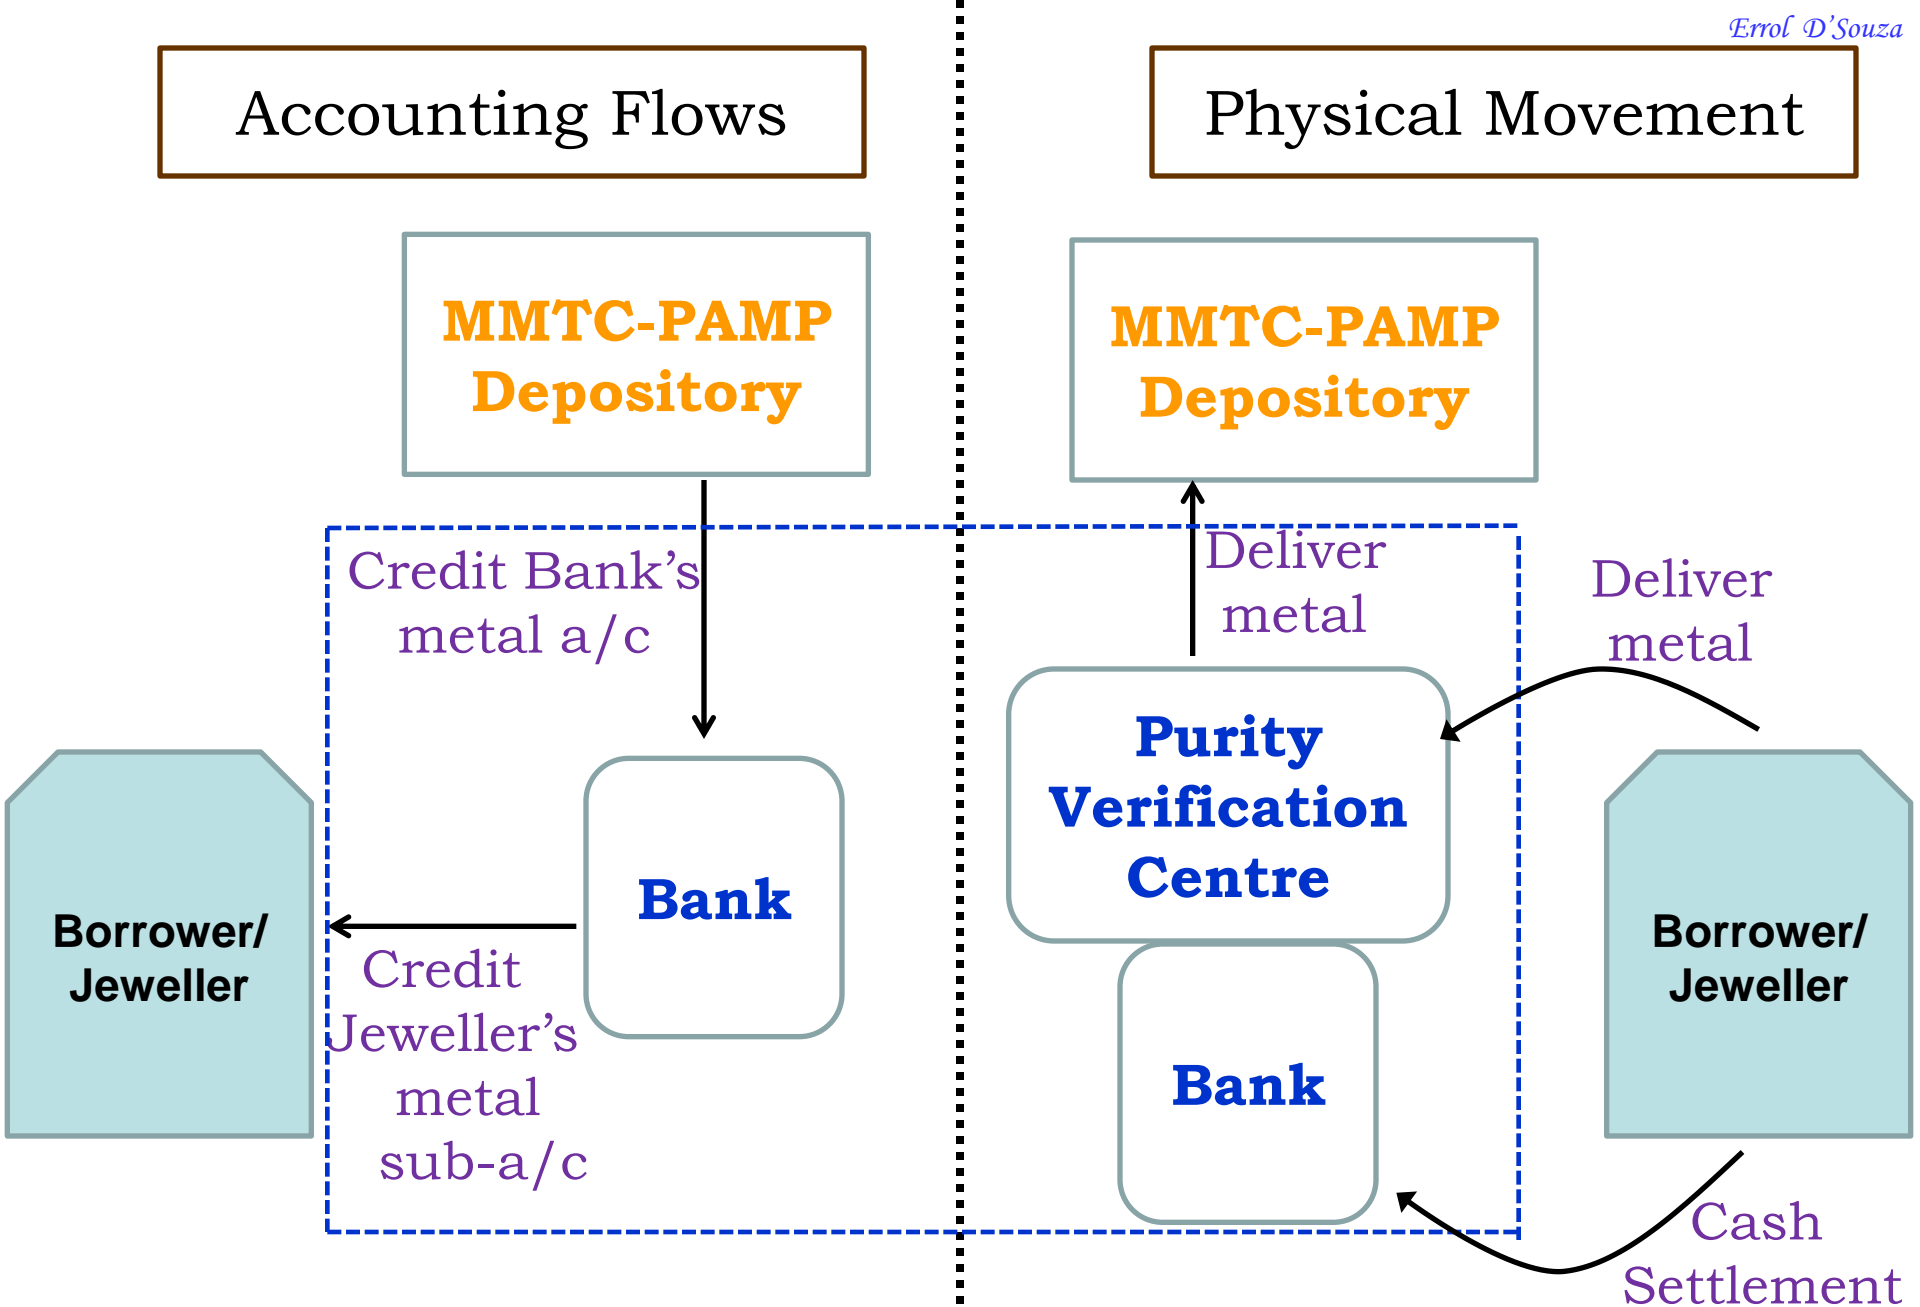 Errol D’Souza
Accounting Flows
Physical Movement
MMTC-PAMP
Depository
MMTC-PAMP
Depository
Credit Bank’s
metal a/c
Deliver
metal
Deliver
metal
Purity
Verification
Centre
Bank
Borrower/
Jeweller
Credit
Jeweller’s
metal
sub-a/c
Bank
Borrower/
Jeweller
Cash
Settlement